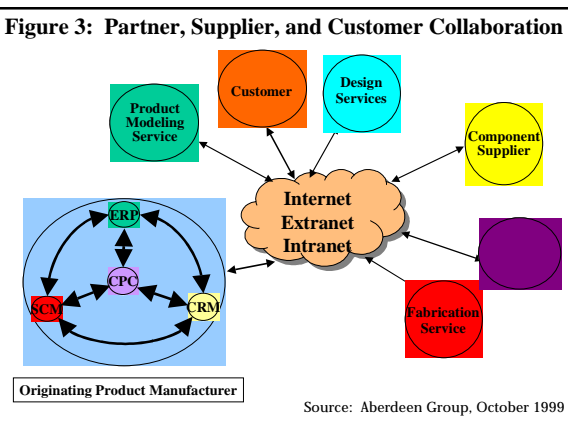 Figure 3: Partner, Supplier, and Customer Collaboration
Customer
Design
Services
Product
Modeling
Service
Component
Supplier
Internet
Extranet
Intranet
ERP
CPC
SCM
CRM
Fabrication
Service
Originating Product Manufacturer
Source: Aberdeen Group, October 1999